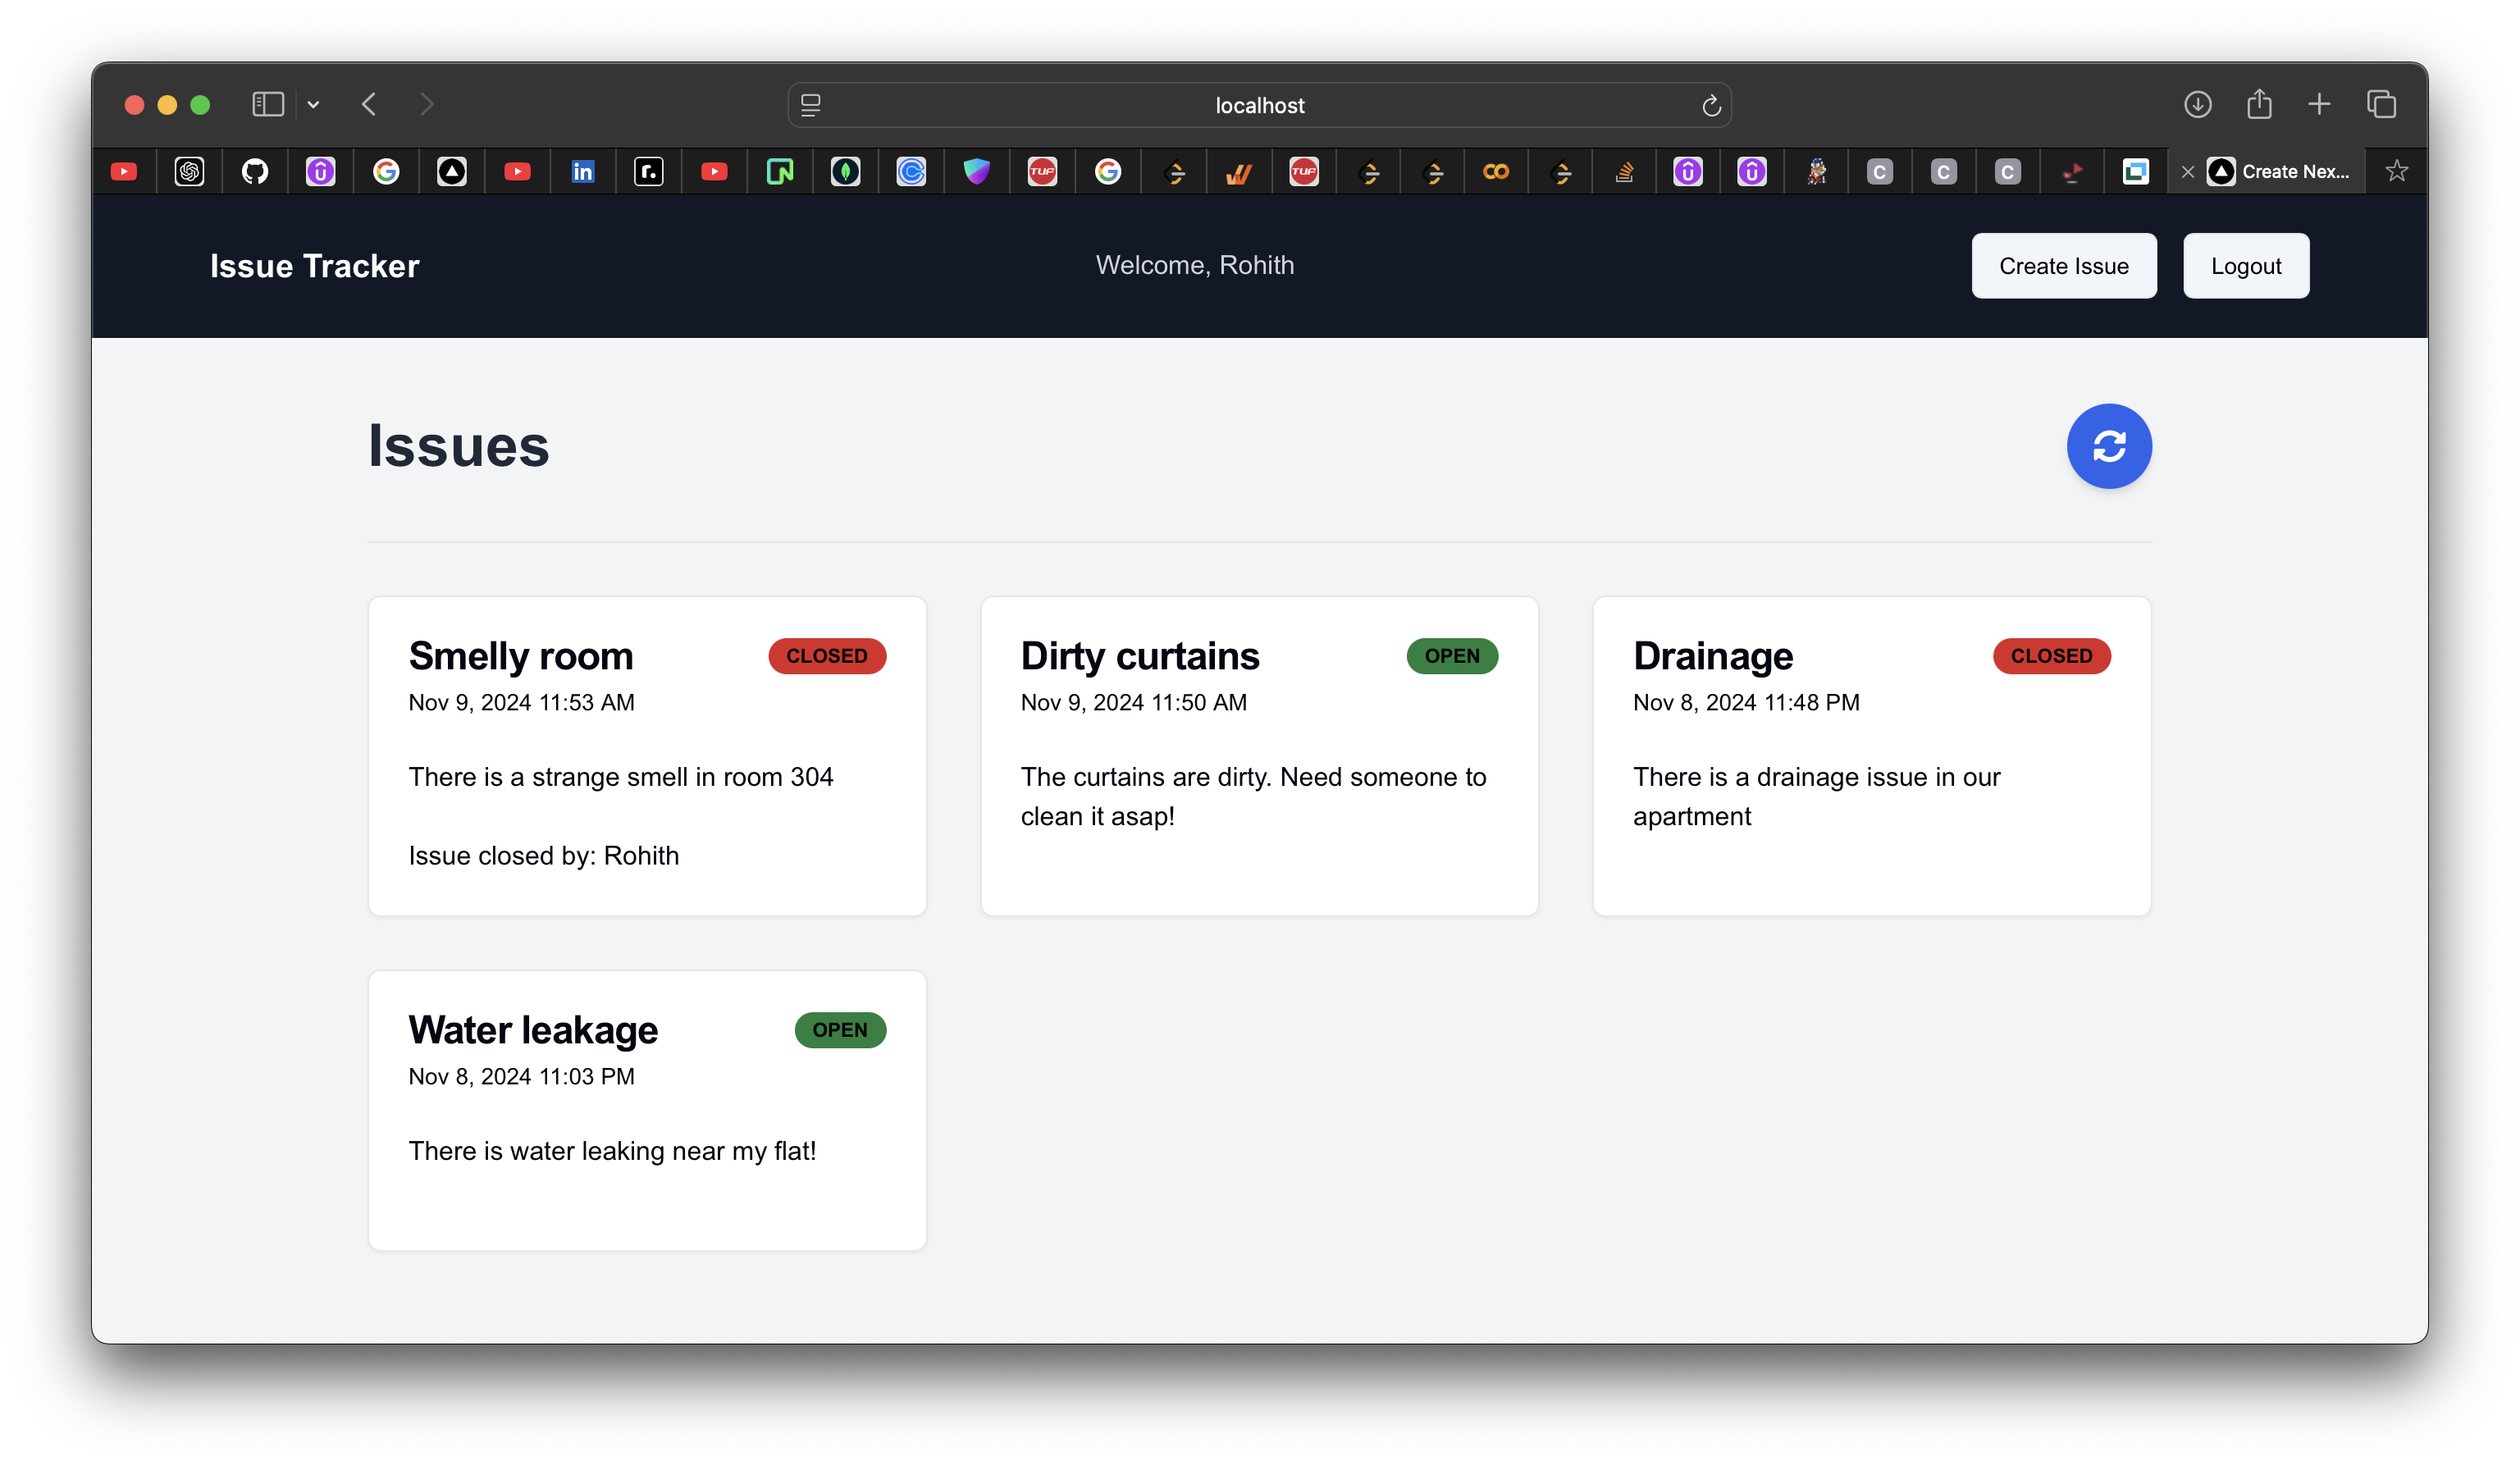 localhost
in
r.
TUF
TUF
C
C
C
Create Nex...
Issue Tracker
Welcome, Rohith
Create Issue
Logout
Issues
Smelly room
CLOSED
Nov 9, 2024 11:53 AM
There is a strange smell in room 304
Issue closed by: Rohith
Dirty curtains
OPEN
Nov 9, 2024 11:50 AM
The curtains are dirty. Need someone to
clean it asap!
Drainage
CLOSED
Nov 8, 2024 11:48 PM
There is a drainage issue in our
apartment
Water leakage
OPEN
Nov 8, 2024 11:03 PM
There is water leaking near my flat!